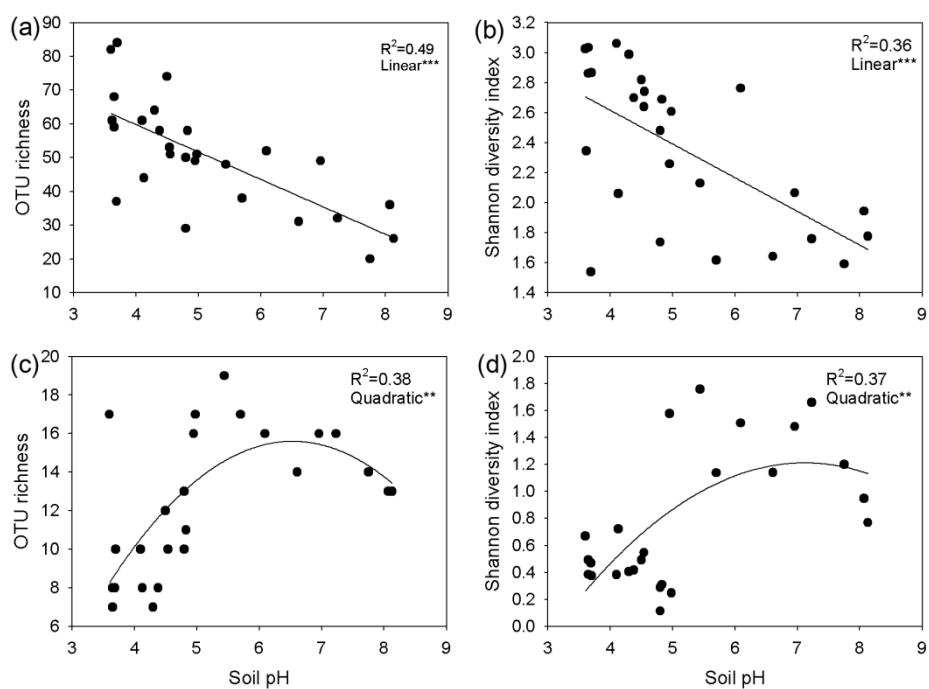 (a)
R²=0.49
Linear***
OTU richness
90
80
70
60
50
40
30
20
10
3 4 5 6 7 8 9
(b)
R²=0.36
Linear***
Shannon diversity index
3.2
3.0
2.8
2.6
2.4
2.2
2.0
1.8
1.6
1.4
3 4 5 6 7 8 9
(c)
R²=0.38
Quadratic**
OTU richness
20
18
16
14
12
10
8
6
3 4 5 6 7 8 9
Soil pH
(d)
R²=0.37
Quadratic**
Shannon diversity index
2.0
1.8
1.6
1.4
1.2
1.0
0.8
0.6
0.4
0.2
0.0
3 4 5 6 7 8 9
Soil pH